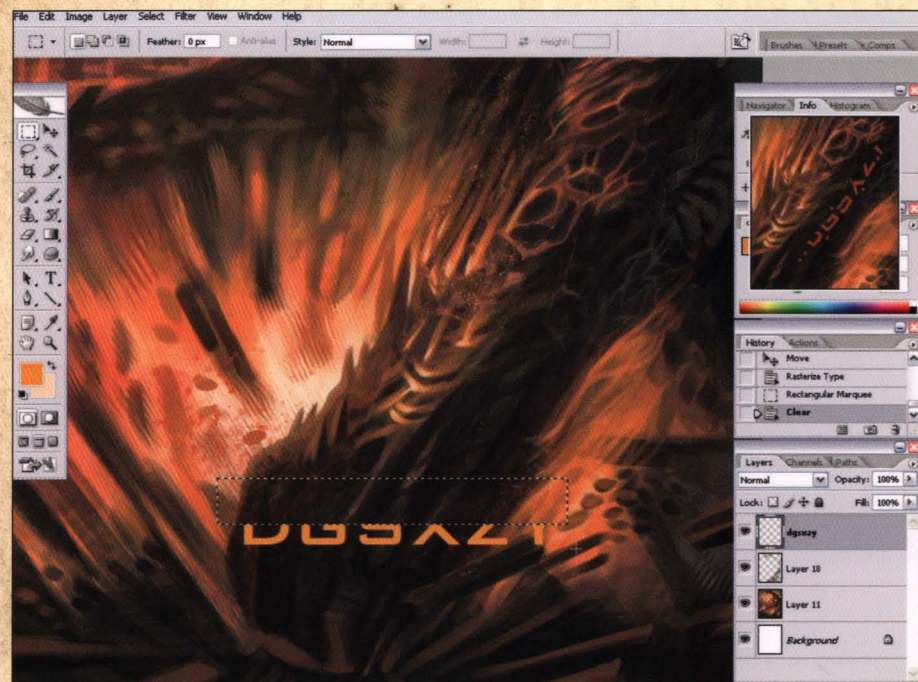 File Edit Image Layer Select Filter View Window Help
Feather: 0 px Anti-alias Style: Normal Width: Height:
Brushes Presets Comps
Navigator Info Histogram
History Actions
Move
Rasterize Type
Rectangular Marquee
Clear
Layers Channels Paths
Normal Opacity: 100%
Lock: Fill: 100%
dgsxzy
Layer 10
Layer 11
Background
DGSXZY